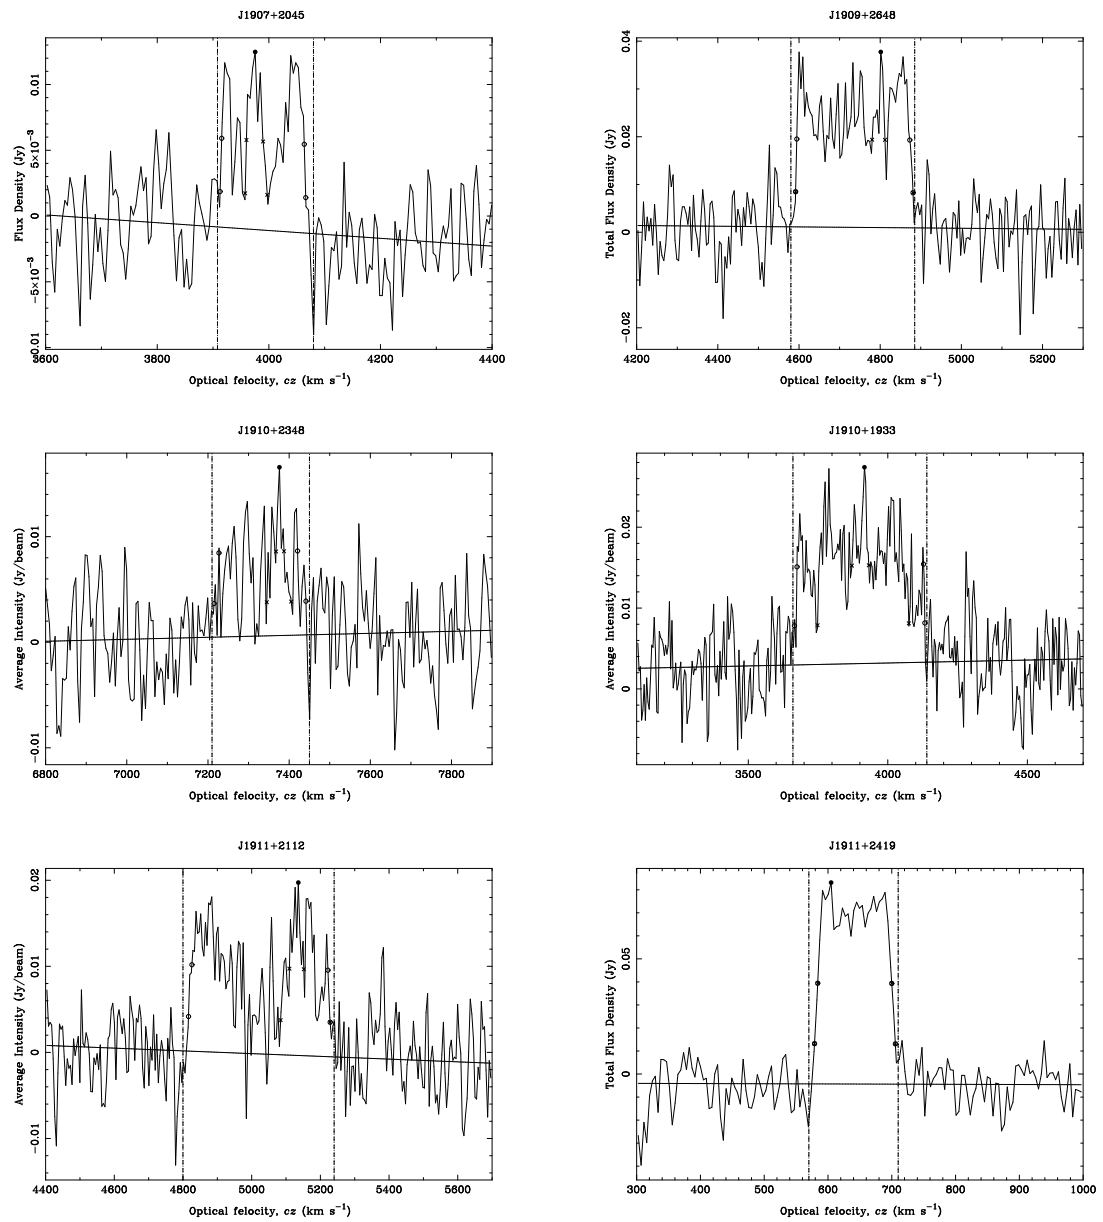 J1907+2045
Flux Density (Jy)
0.01
5×10⁻³
0
−5×10⁻³
−0.01
3600 3800 4000 4200 4400
Optical felocity, cz (km s⁻¹)
J1909+2648
Total Flux Density (Jy)
0.04
0.02
0
−0.02
4200 4400 4600 4800 5000 5200
Optical felocity, cz (km s⁻¹)
J1910+2348
Average Intensity (Jy/beam)
0.01
0
−0.01
6800 7000 7200 7400 7600 7800
Optical felocity, cz (km s⁻¹)
J1910+1933
Average Intensity (Jy/beam)
0.02
0.01
0
3500 4000 4500
Optical felocity, cz (km s⁻¹)
J1911+2112
Average Intensity (Jy/beam)
0.02
0.01
0
−0.01
4400 4600 4800 5000 5200 5400 5600
Optical felocity, cz (km s⁻¹)
J1911+2419
Total Flux Density (Jy)
0.05
0
300 400 500 600 700 800 900 1000
Optical felocity, cz (km s⁻¹)